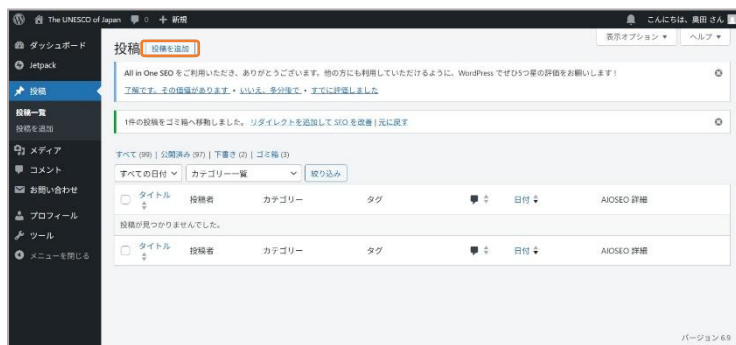 The UNESCO of Japan 0 + 新規 こんにちは、奥田 さん
ダッシュボード
Jetpack
投稿
投稿一覧
投稿を追加
メディア
コメント
お問い合わせ
プロフィール
ツール
メニューを閉じる
表示オプション ▼ ヘルプ ▼
投稿 投稿を追加
All in One SEO をご利用いただき、ありがとうございます。他の方にも利用していただけるように、WordPress でぜひ5つ星の評価をお願いします!
了解です。その価値があります • いいえ、多分後で • すでに評価しました
1件の投稿をゴミ箱へ移動しました。 リダイレクトを追加して SEO を改善 | 元に戻す
すべて (99) | 公開済み (97) | 下書き (2) | ゴミ箱 (3)
すべての日付 カテゴリー一覧 絞り込み
タイトル 投稿者 カテゴリー タグ 日付 AIOSEO 詳細
投稿が見つかりませんでした。
タイトル 投稿者 カテゴリー タグ 日付 AIOSEO 詳細
バージョン 6.9